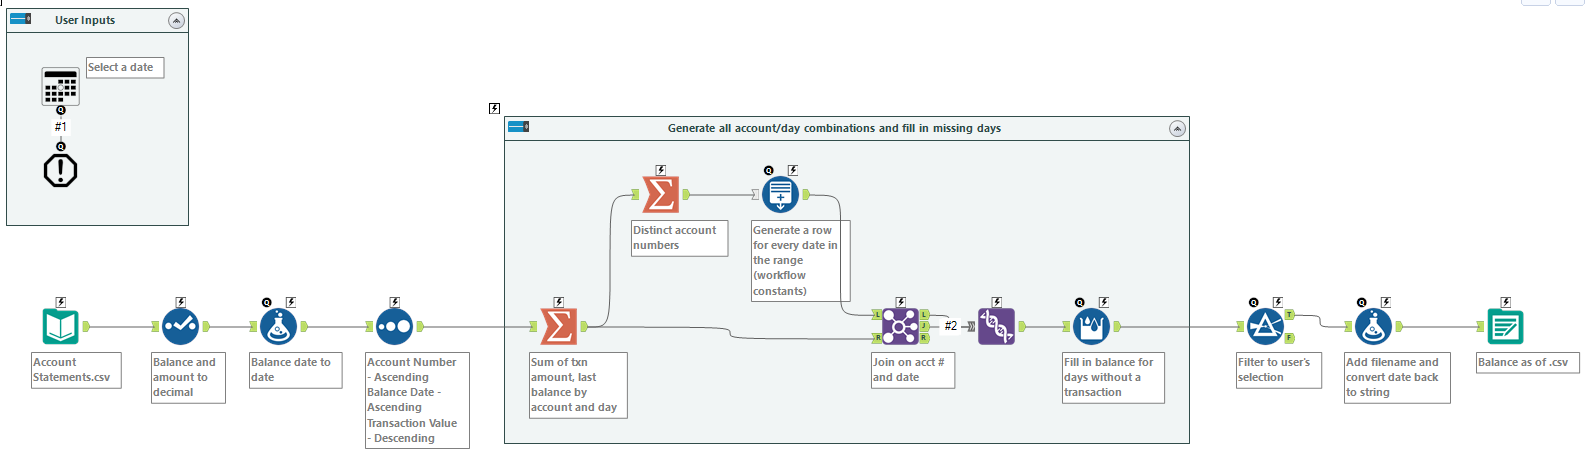 User Inputs
Select a date
#1
Generate all account/day combinations and fill in missing days
Distinct account
numbers
Generate a row
for every date in
the range
(workflow
constants)
Account
Statements.csv
Balance and
amount to
decimal
Balance date to
date
Account Number
- Ascending
Balance Date -
Ascending
Transaction Value
- Descending
Sum of txn
amount, last
balance by
account and day
L
J
R
L
R
#2
Join on acct #
and date
Fill in balance for
days without a
transaction
T
F
Filter to user's
selection
Add filename and
convert date back
to string
Balance as of .csv